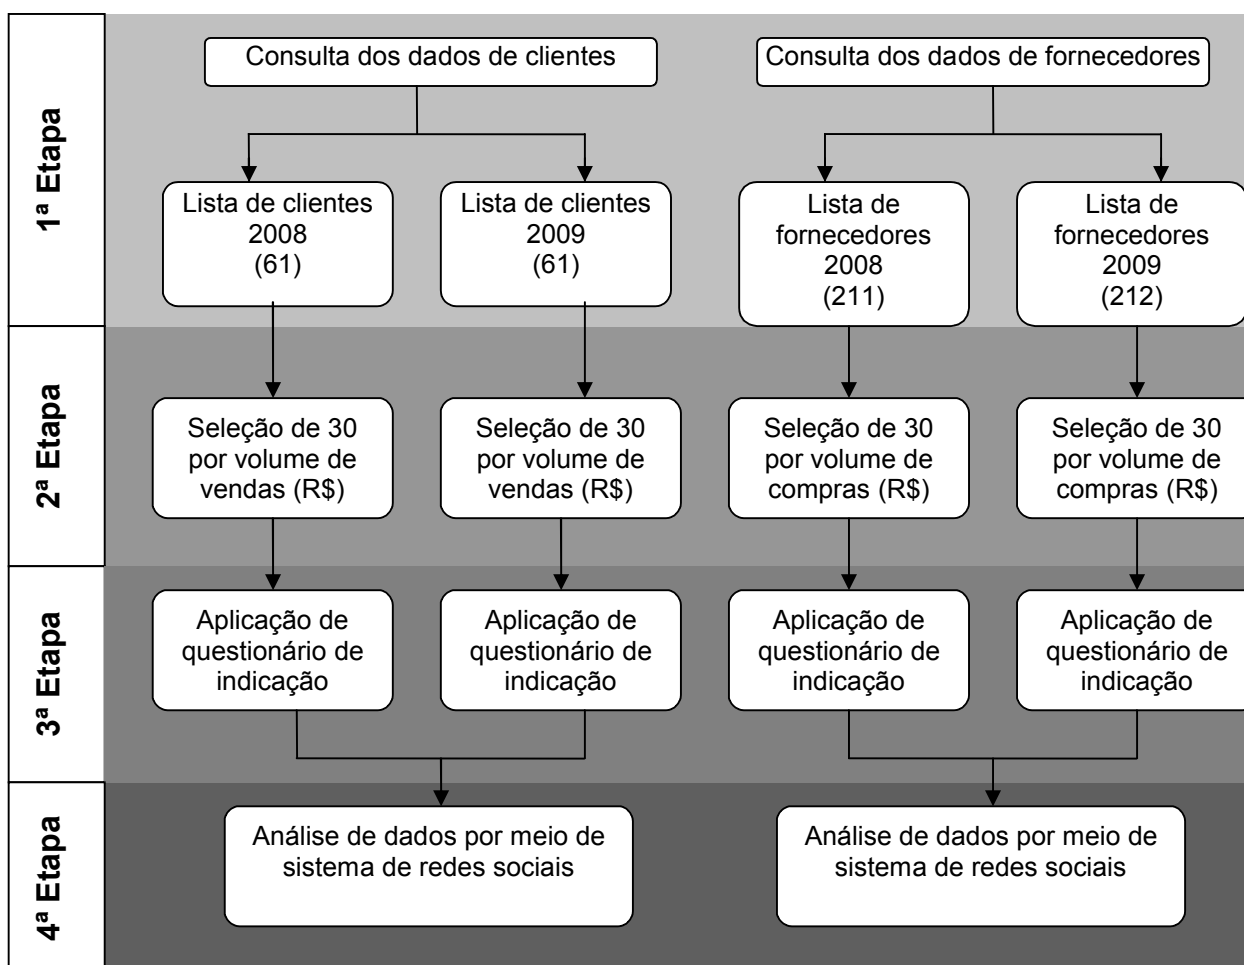 1ª Etapa
Consulta dos dados de clientes
Consulta dos dados de fornecedores
Lista de clientes
2008
(61)
Lista de clientes
2009
(61)
Lista de
fornecedores
2008
(211)
Lista de
fornecedores
2009
(212)
2ª Etapa
Seleção de 30
por volume de
vendas (R$)
Seleção de 30
por volume de
vendas (R$)
Seleção de 30
por volume de
compras (R$)
Seleção de 30
por volume de
compras (R$)
3ª Etapa
Aplicação de
questionário de
indicação
Aplicação de
questionário de
indicação
Aplicação de
questionário de
indicação
Aplicação de
questionário de
indicação
4ª Etapa
Análise de dados por meio de
sistema de redes sociais
Análise de dados por meio de
sistema de redes sociais